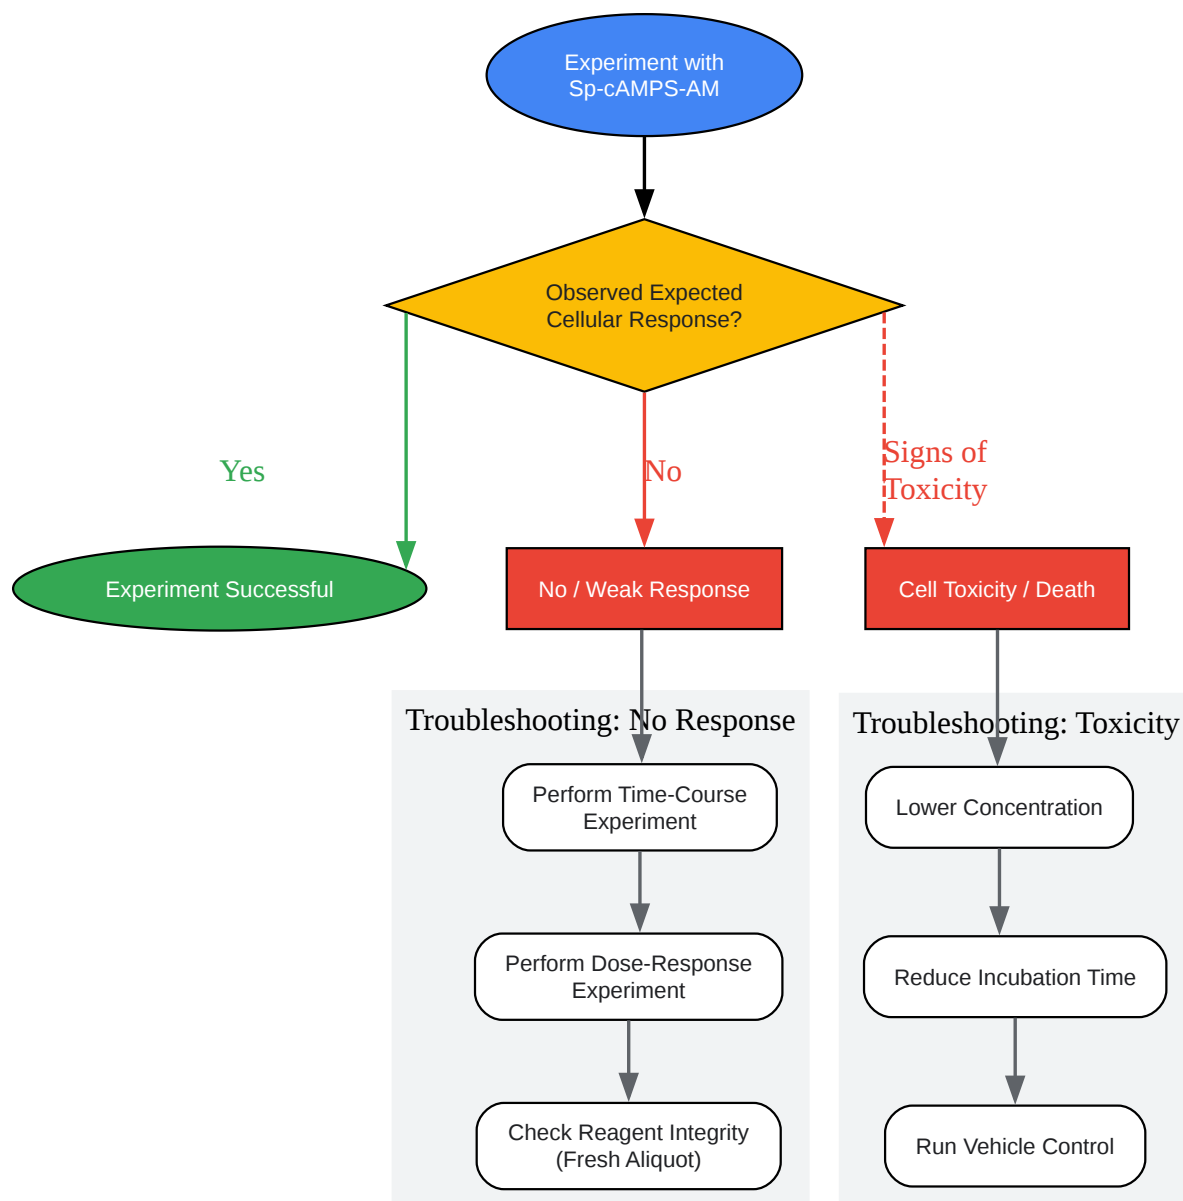 Experiment with
Sp-cAMPS-AM
Observed Expected
Cellular Response?
Yes
No
Signs of
Toxicity
Experiment Successful
No / Weak Response
Cell Toxicity / Death
Troubleshooting: No Response
Perform Time-Course
Experiment
Perform Dose-Response
Experiment
Check Reagent Integrity
(Fresh Aliquot)
Troubleshooting: Toxicity
Lower Concentration
Reduce Incubation Time
Run Vehicle Control